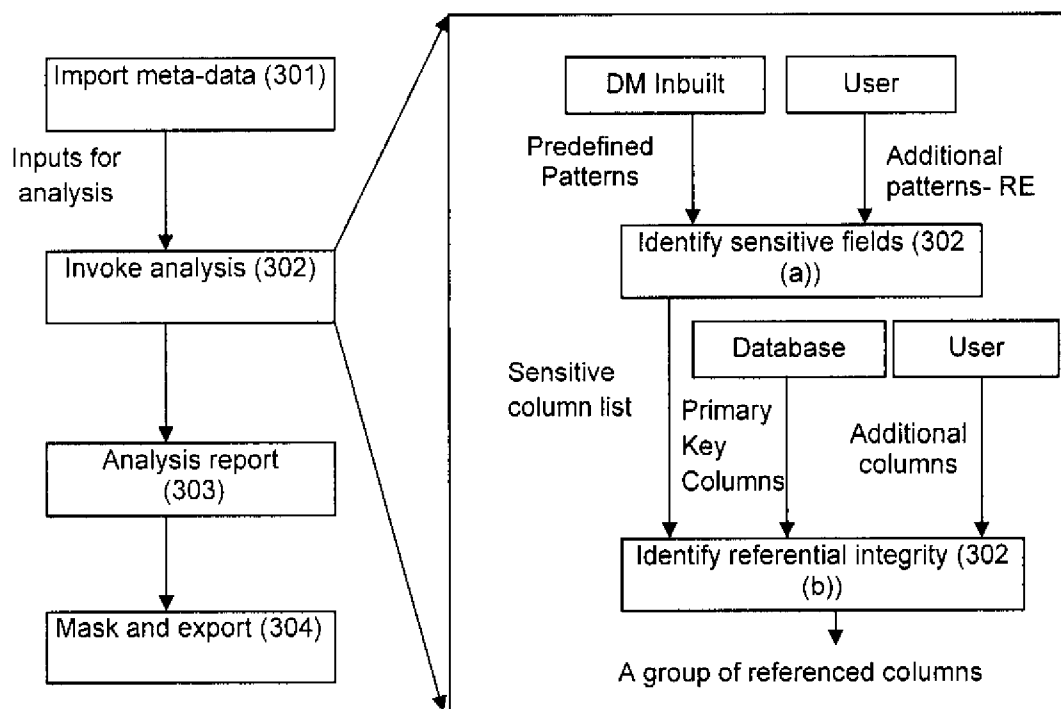 Import meta-data (301)
Inputs for
analysis
Invoke analysis (302)
Analysis report
(303)
Mask and export (304)
DM Inbuilt
User
Predefined
Patterns
Additional
patterns- RE
Identify sensitive fields (302
(a))
Database
User
Sensitive
column list
Primary
Key
Columns
Additional
columns
Identify referential integrity (302
(b))
A group of referenced columns